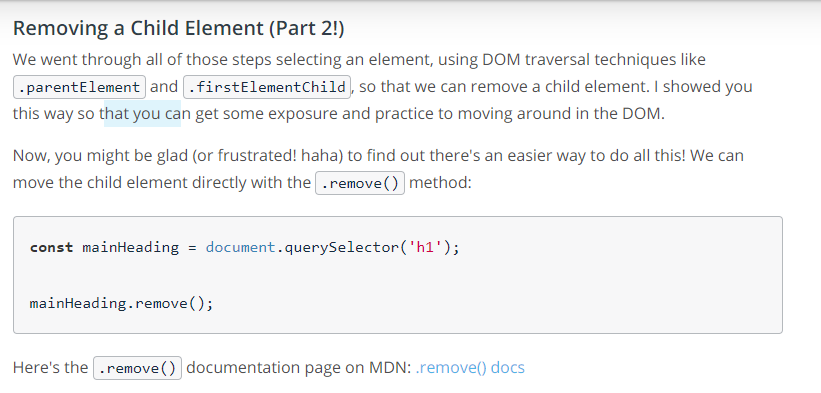 Removing a Child Element (Part 2!)
We went through all of those steps selecting an element, using DOM traversal techniques like
.parentElement and .firstElementChild, so that we can remove a child element. I showed you
this way so that you can get some exposure and practice to moving around in the DOM.
Now, you might be glad (or frustrated! haha) to find out there's an easier way to do all this! We can
move the child element directly with the .remove() method:
const mainHeading = document.querySelector('h1');
mainHeading.remove();
Here's the .remove() documentation page on MDN: .remove() docs